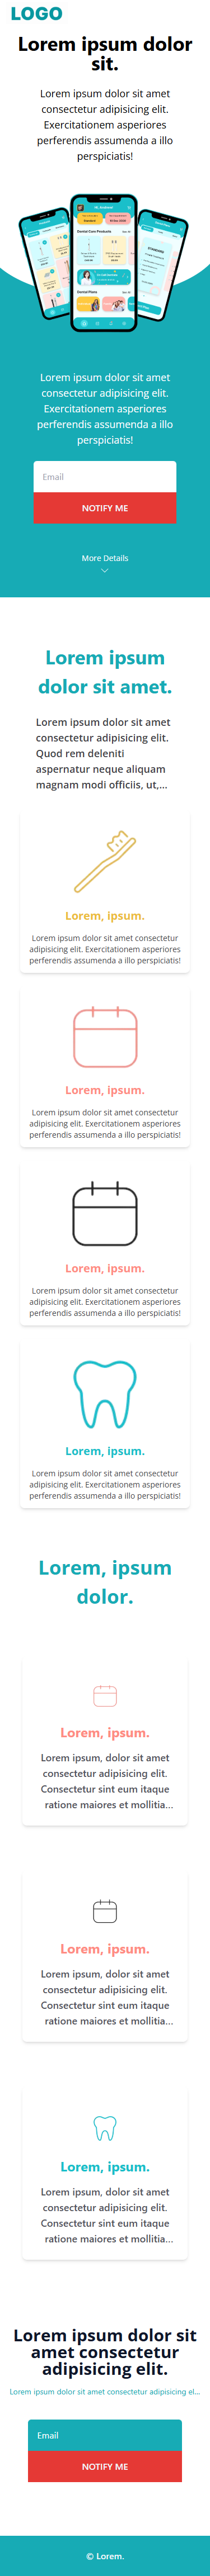 LOGO
Lorem ipsum dolor
sit.
Lorem ipsum dolor sit amet
consectetur adipisicing elit.
Exercitationem asperiores
perferendis assumenda a illo
perspiciatis!
Dental Care Products
Dental Plans
Lorem ipsum dolor sit amet
consectetur adipisicing elit.
Exercitationem asperiores
perferendis assumenda a illo
perspiciatis!
Email
NOTIFY ME
More Details
Lorem ipsum
dolor sit amet.
Lorem ipsum dolor sit amet
consectetur adipisicing elit.
Quod rem deleniti
aspernatur neque aliquam
magnam modi officiis, ut,...
Lorem, ipsum.
Lorem ipsum dolor sit amet consectetur
adipisicing elit. Exercitationem asperiores
perferendis assumenda a illo perspiciatis!
Lorem, ipsum.
Lorem ipsum dolor sit amet consectetur
adipisicing elit. Exercitationem asperiores
perferendis assumenda a illo perspiciatis!
Lorem, ipsum.
Lorem ipsum dolor sit amet consectetur
adipisicing elit. Exercitationem asperiores
perferendis assumenda a illo perspiciatis!
Lorem, ipsum.
Lorem ipsum dolor sit amet consectetur
adipisicing elit. Exercitationem asperiores
perferendis assumenda a illo perspiciatis!
Lorem, ipsum
dolor.
Lorem, ipsum.
Lorem ipsum, dolor sit amet
consectetur adipisicing elit.
Consectetur sint eum itaque
ratione maiores et mollitia...
Lorem, ipsum.
Lorem ipsum, dolor sit amet
consectetur adipisicing elit.
Consectetur sint eum itaque
ratione maiores et mollitia...
Lorem, ipsum.
Lorem ipsum, dolor sit amet
consectetur adipisicing elit.
Consectetur sint eum itaque
ratione maiores et mollitia...
Lorem ipsum dolor sit
amet consectetur
adipisicing elit.
Lorem ipsum dolor sit amet consectetur adipisicing el...
Email
NOTIFY ME
© Lorem.